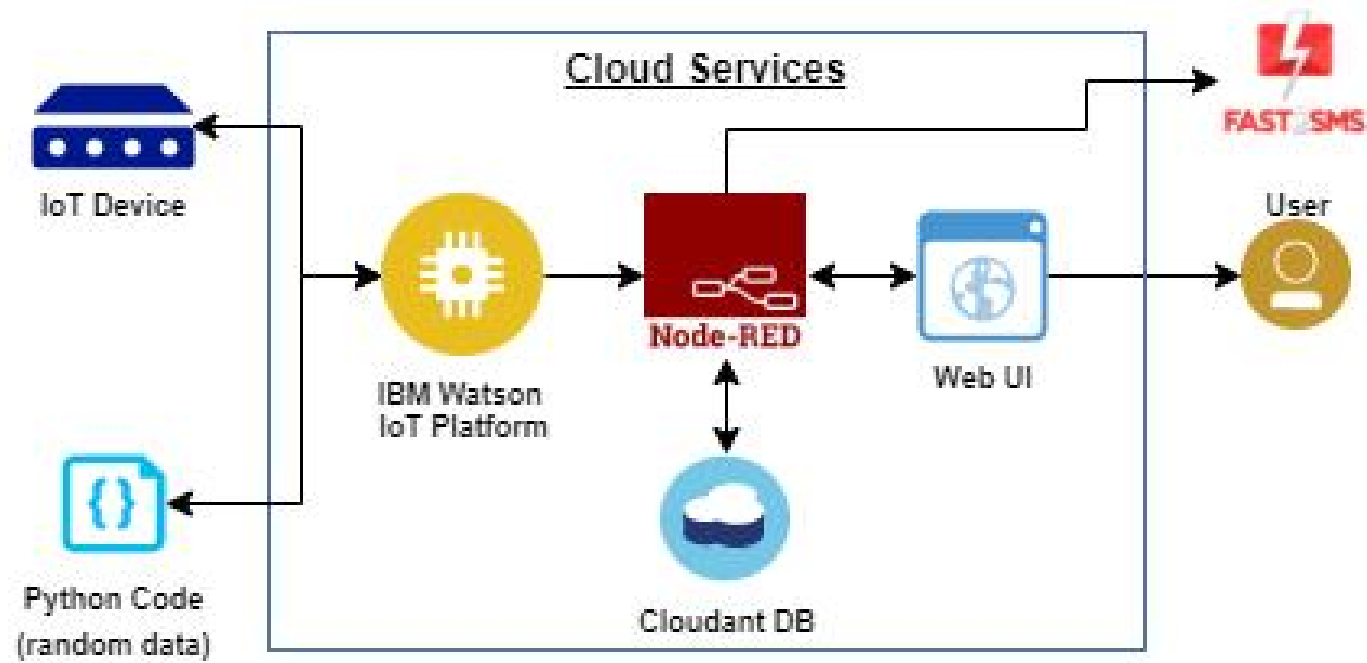 Cloud Services
FAST2SMS
IoT Device
User
Node-RED
IBM Watson
IoT Platform
Web UI
Python Code
(random data)
Cloudant DB